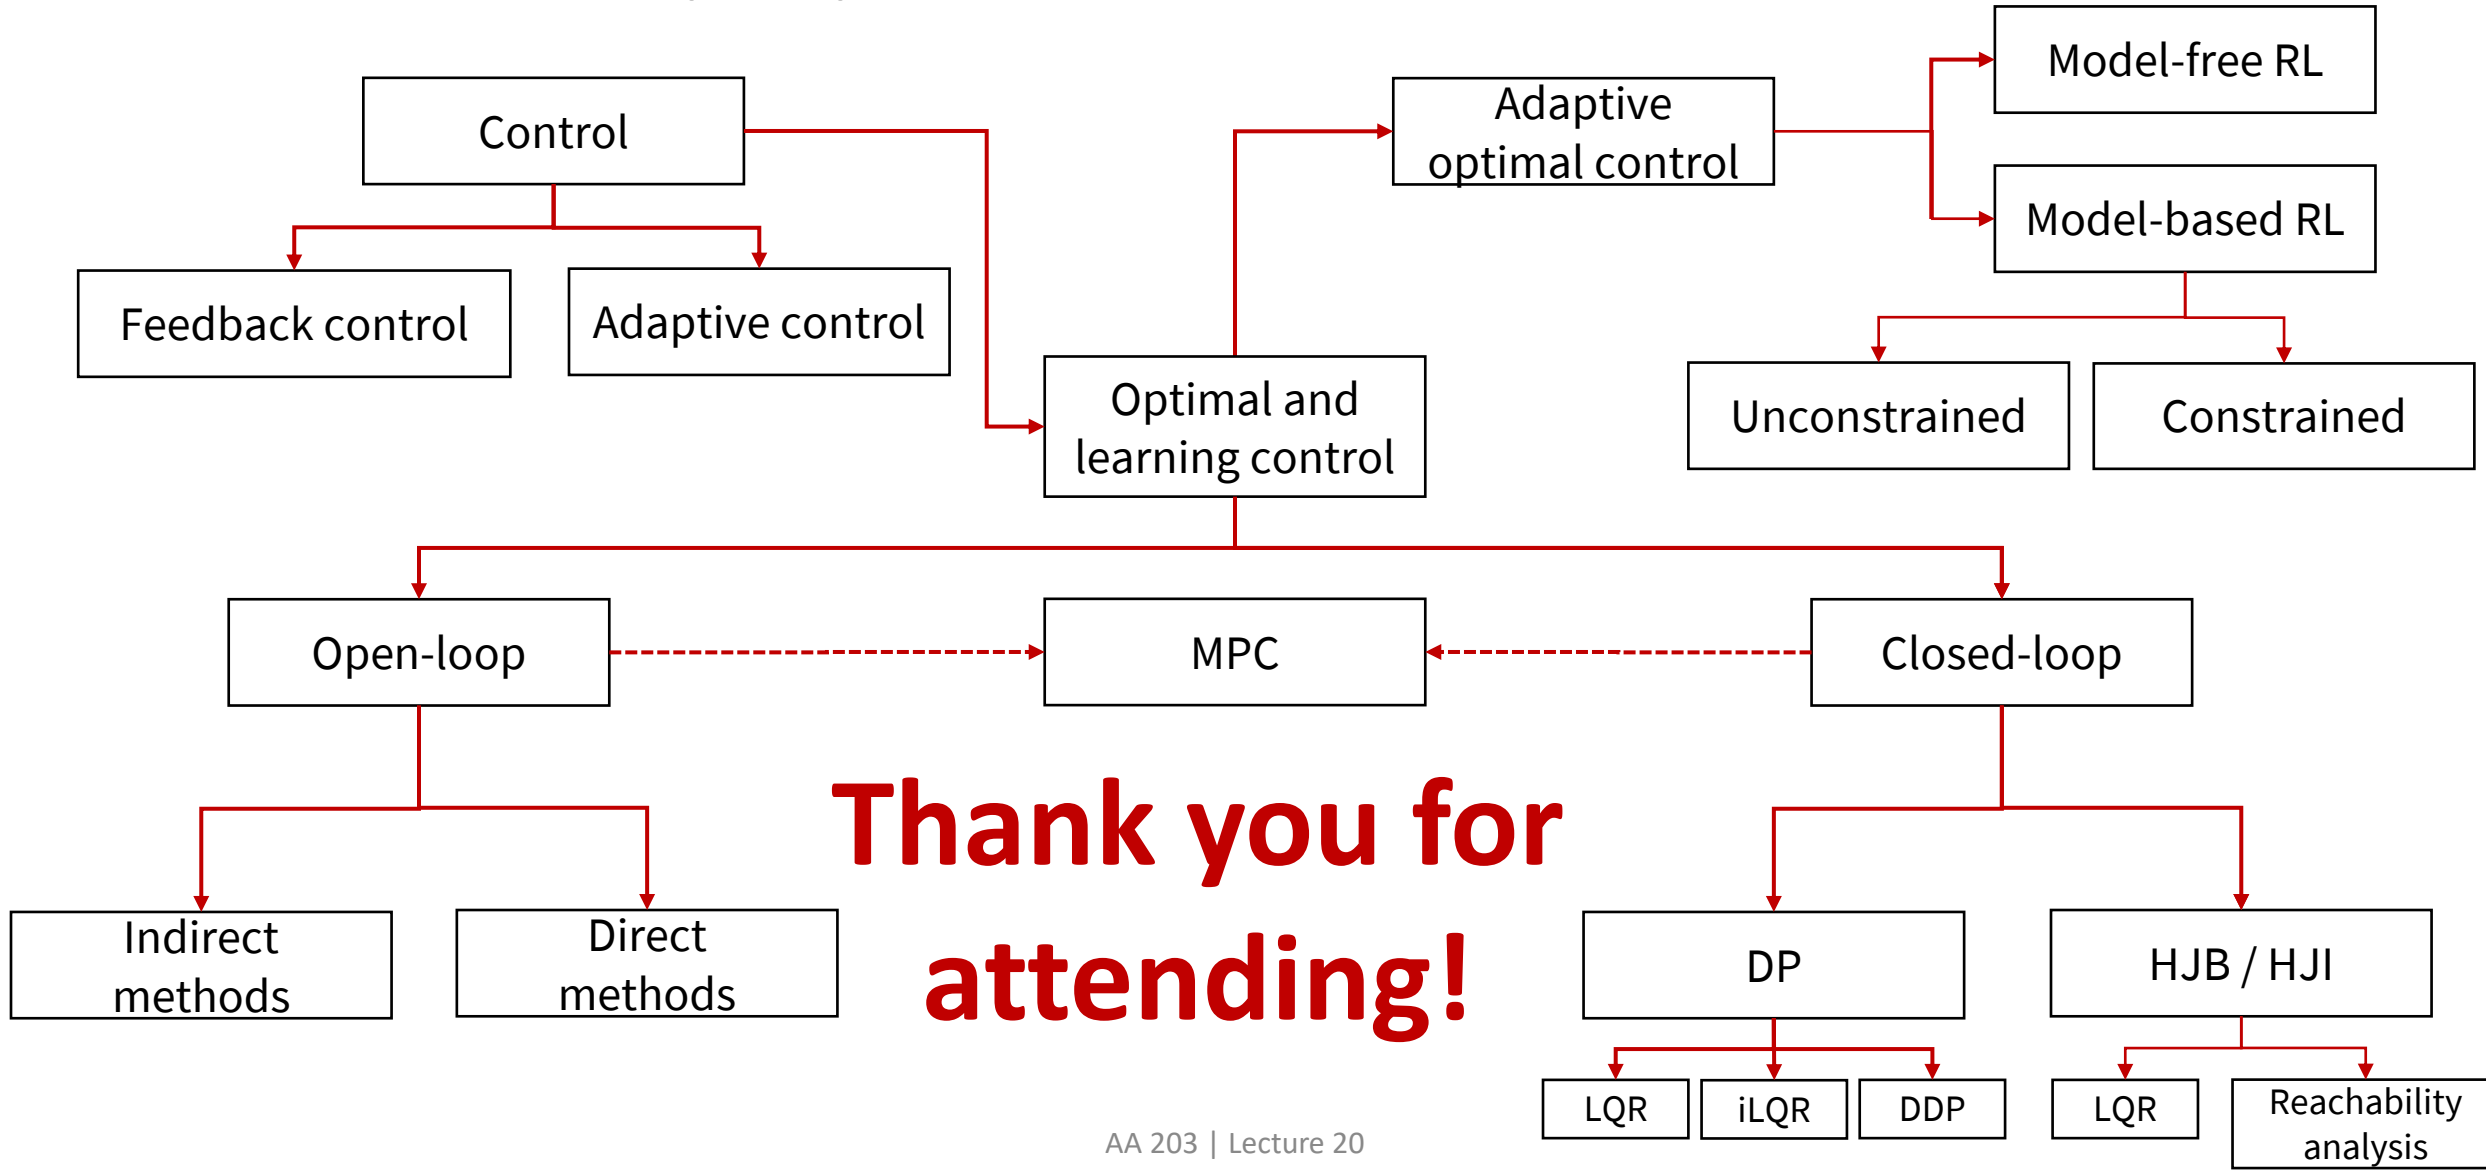 Model-free RL
Control
Adaptive
optimal control
Model-based RL
Feedback control
Adaptive control
Optimal and
learning control
Unconstrained
Constrained
Open-loop
MPC
Closed-loop
Thank you for
attending!
Indirect
methods
Direct
methods
DP
HJB / HJI
LQR
iLQR
DDP
LQR
Reachability
analysis
AA 203 | Lecture 20